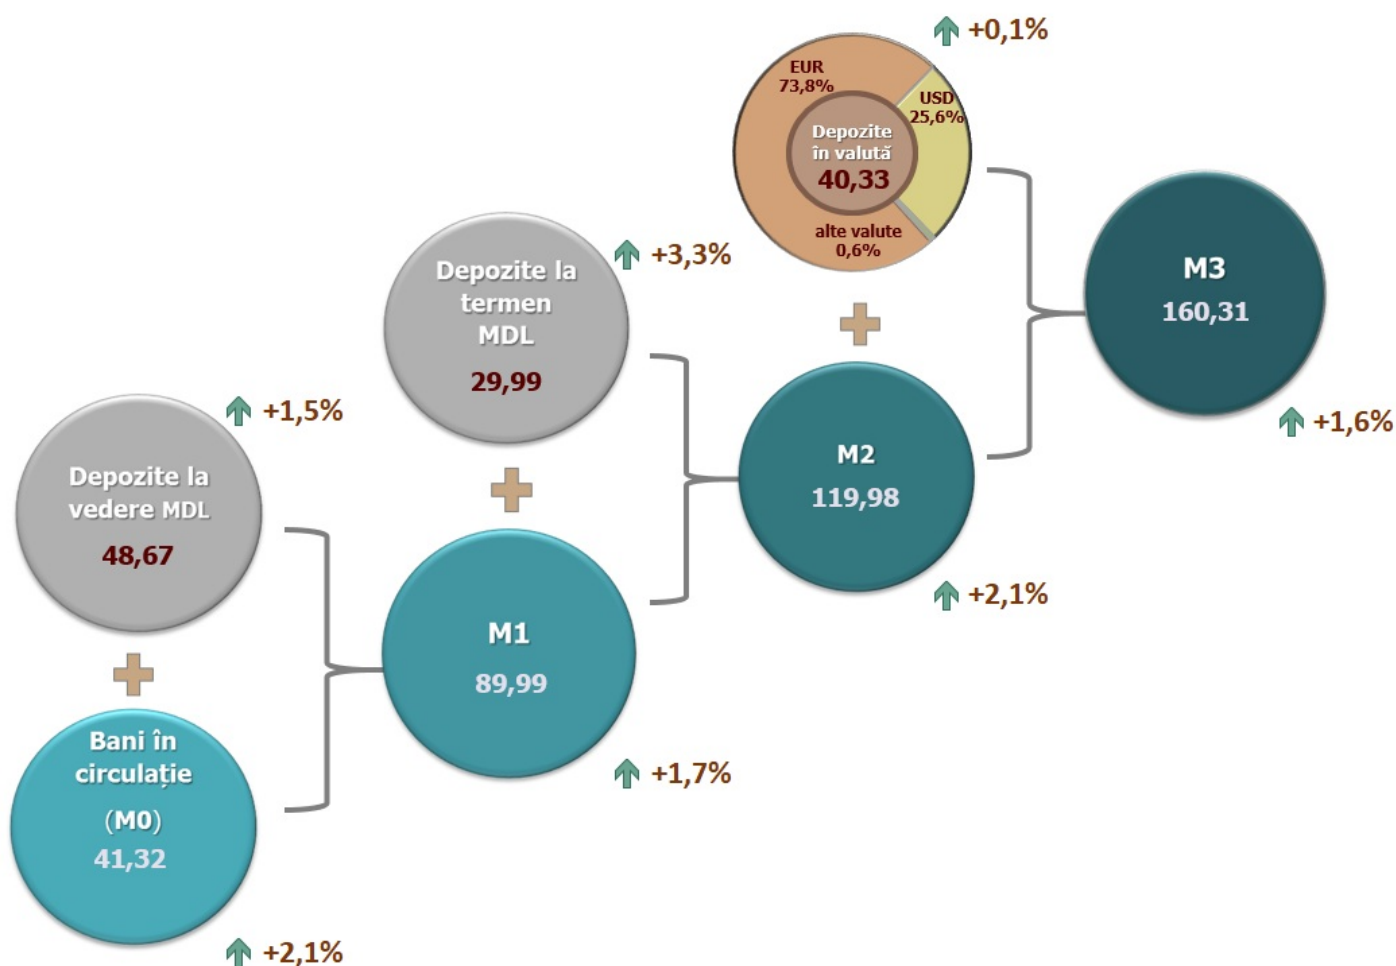 +0,1%
EUR
73,8%
USD
25,6%
Depozite
în valută
40,33
alte valute
0,6%
+3,3%
Depozite la
termen
MDL
29,99
M3
160,31
+1,6%
+1,5%
Depozite la
vedere MDL
48,67
M2
119,98
+2,1%
M1
89,99
+1,7%
Bani în
circulație
(M0)
41,32
+2,1%